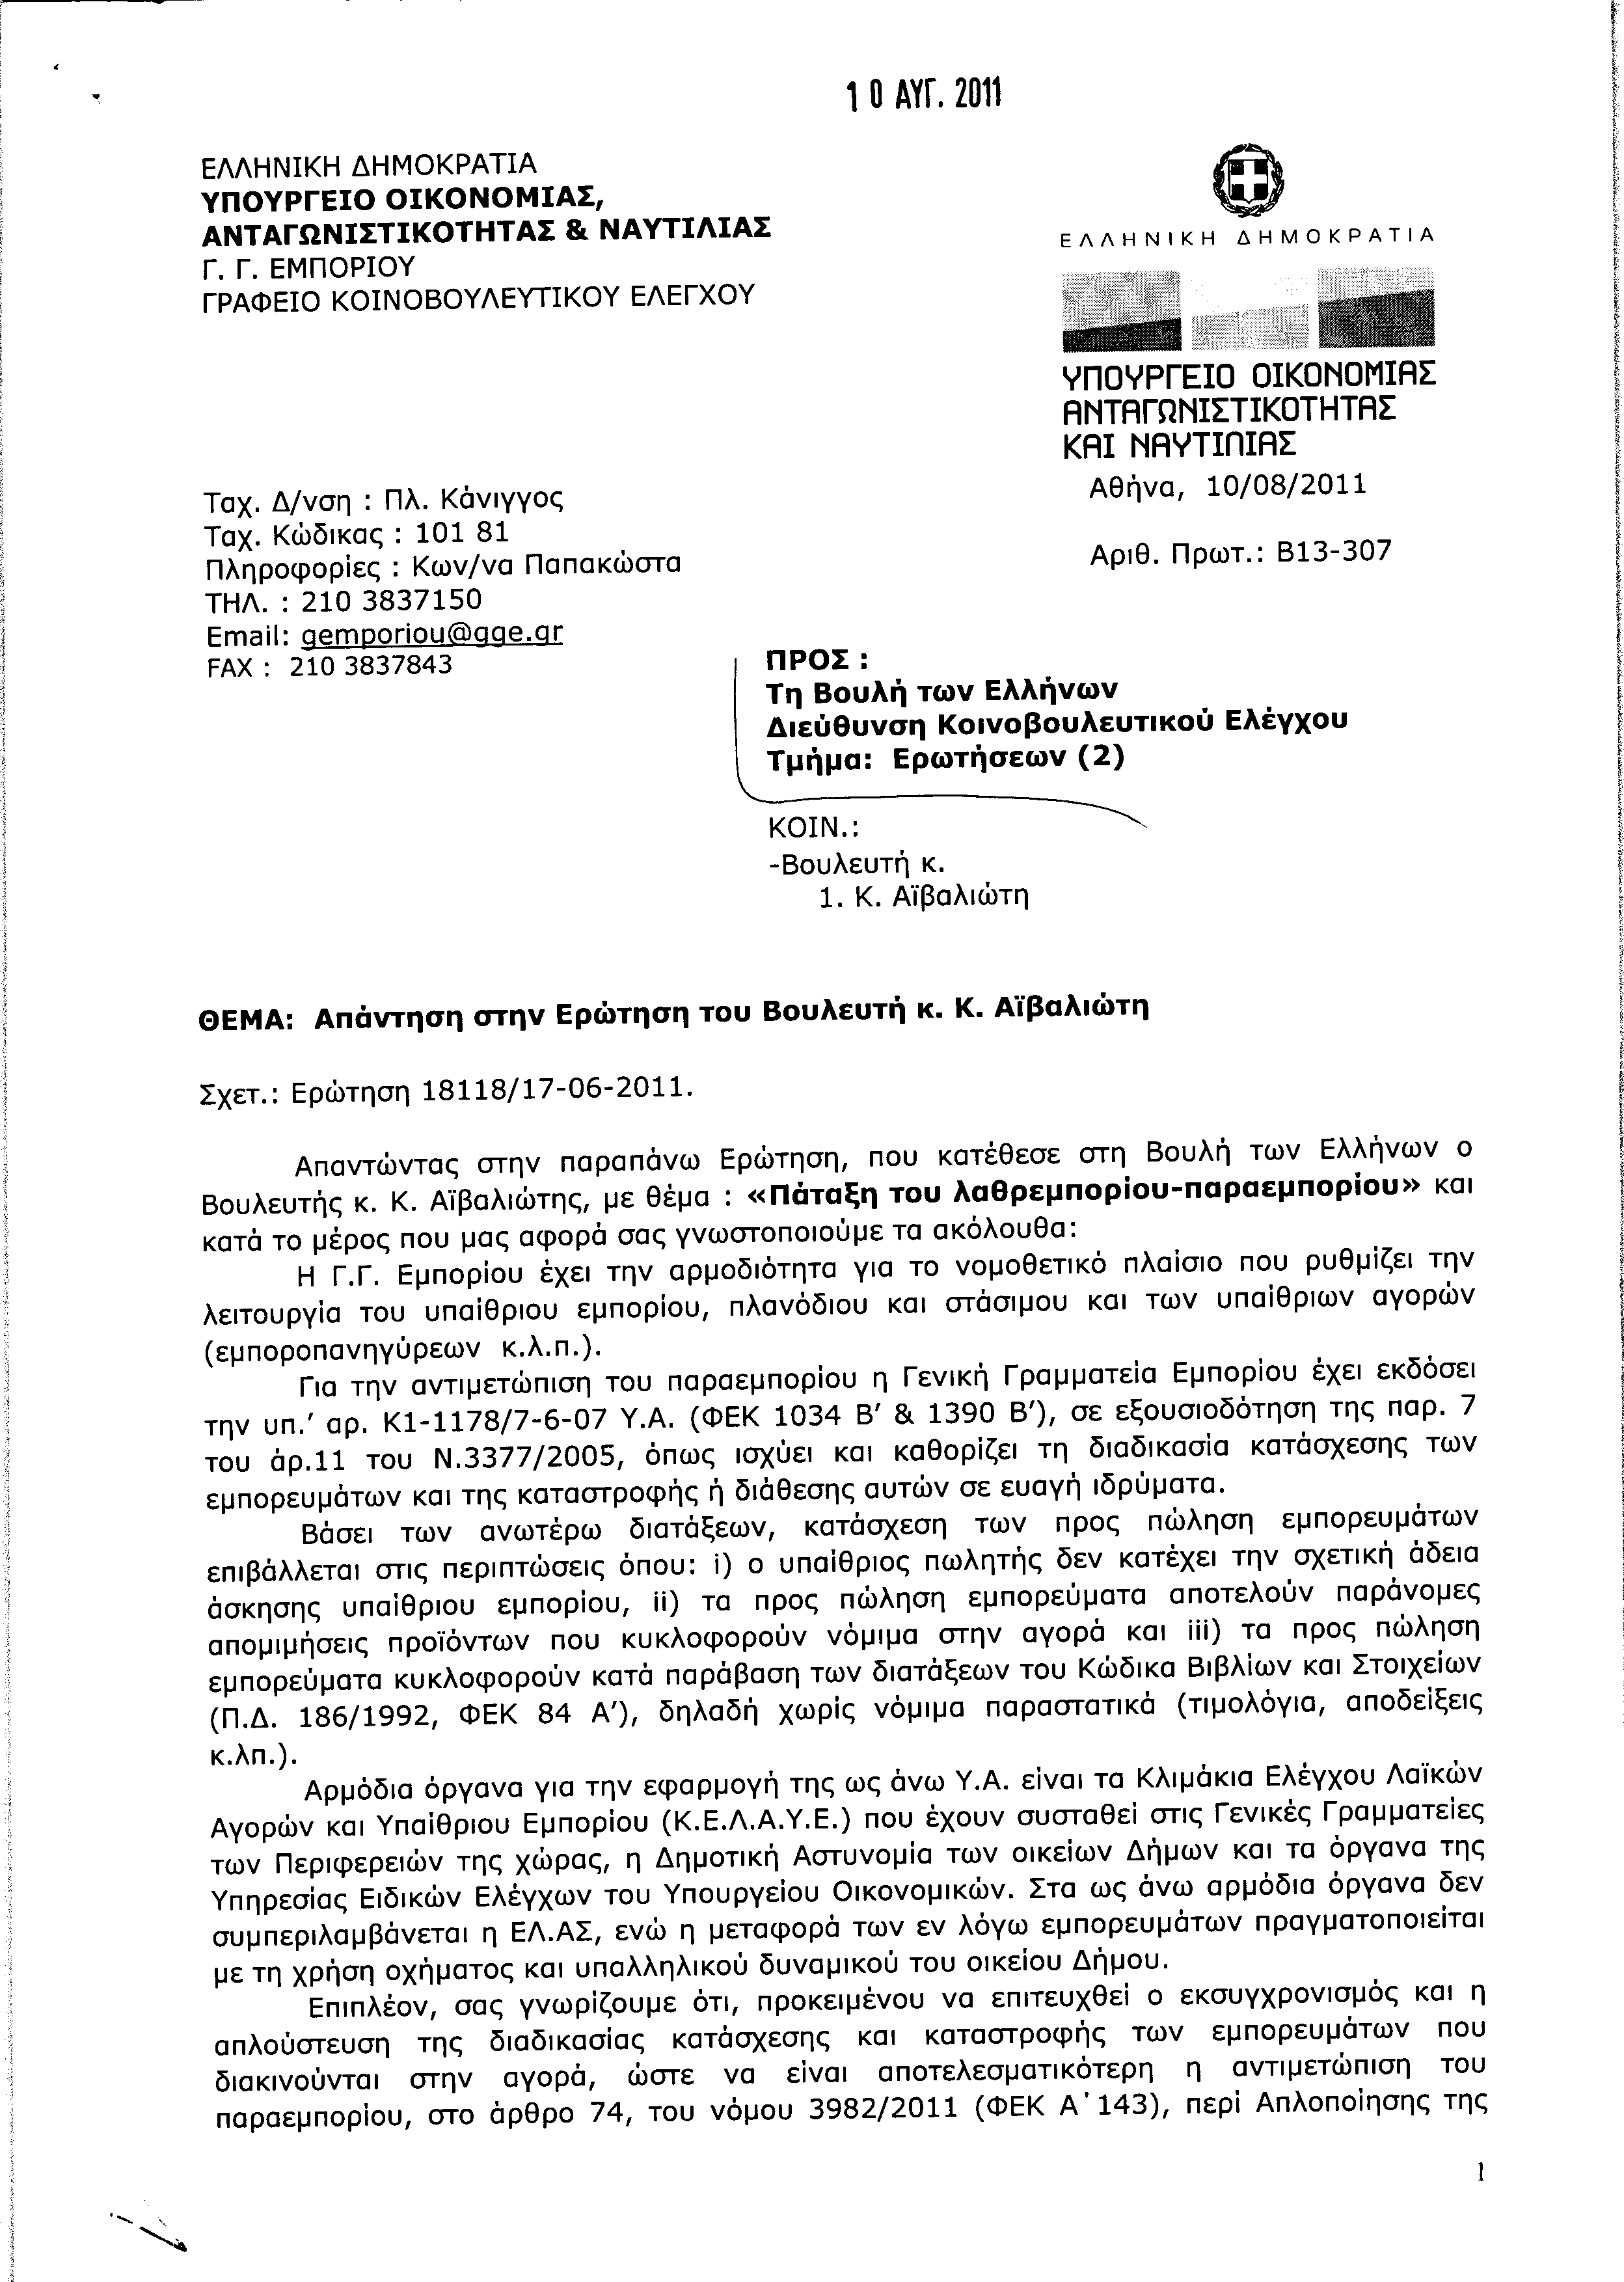 1 0 ΑΥΓ. 2011
ΕΛΛΗΝΙΚΗ ΔΗΜΟΚΡΑΤΙΑ
ΥΠΟΥΡΓΕΙΟ ΟΙΚΟΝΟΜΙΑΣ,
ΑΝΤΑΓΩΝΙΣΤΙΚΟΤΗΤΑΣ & ΝΑΥΤΙΛΙΑΣ
Γ. Γ. ΕΜΠΟΡΙΟΥ
ΓΡΑΦΕΙΟ ΚΟΙΝΟΒΟΥΛΕΥΤΙΚΟΥ ΕΛΕΓΧΟΥ
ΕΛΛΗΝΙΚΗ ΔΗΜΟΚΡΑΤΙΑ
ΥΠΟΥΡΓΕΙΟ ΟΙΚΟΝΟΜΙΑΣ
ΑΝΤΑΓΩΝΙΣΤΙΚΟΤΗΤΑΣ
ΚΑΙ ΝΑΥΤΙΛΙΑΣ
Αθήνα, 10/08/2011
Αριθ. Πρωτ.: Β13-307
Ταχ. Δ/νση : Πλ. Κάνιγγος
Ταχ. Κώδικας : 101 81
Πληροφορίες : Κων/να Παπακώστα
ΤΗΛ. : 210 3837150
Email: gemporiou@gge.gr
FAX : 210 3837843
ΠΡΟΣ :
Τη Βουλή των Ελλήνων
Διεύθυνση Κοινοβουλευτικού Ελέγχου
Τμήμα: Ερωτήσεων (2)
ΚΟΙΝ.:
-Βουλευτή κ.
1. Κ. Αϊβαλιώτη
ΘΕΜΑ: Απάντηση στην Ερώτηση του Βουλευτή κ. Κ. Αϊβαλιώτη
Σχετ.: Ερώτηση 18118/17-06-2011.
Απαντώντας στην παραπάνω Ερώτηση, που κατέθεσε στη Βουλή των Ελλήνων ο
Βουλευτής κ. Κ. Αϊβαλιώτης, με θέμα : «Πάταξη του λαθρεμπορίου-παραεμπορίου» και
κατά το μέρος που μας αφορά σας γνωστοποιούμε τα ακόλουθα:
Η Γ.Γ. Εμπορίου έχει την αρμοδιότητα για το νομοθετικό πλαίσιο που ρυθμίζει την
λειτουργία του υπαίθριου εμπορίου, πλανόδιου και στάσιμου και των υπαίθριων αγορών
(εμποροπανηγύρεων κ.λ.π.).
Για την αντιμετώπιση του παραεμπορίου η Γενική Γραμματεία Εμπορίου έχει εκδόσει
την υπ.' αρ. Κ1-1178/7-6-07 Υ.Α. (ΦΕΚ 1034 Β' & 1390 Β'), σε εξουσιοδότηση της παρ. 7
του άρ.11 του Ν.3377/2005, όπως ισχύει και καθορίζει τη διαδικασία κατάσχεσης των
εμπορευμάτων και της καταστροφής ή διάθεσης αυτών σε ευαγή ιδρύματα.
Βάσει των ανωτέρω διατάξεων, κατάσχεση των προς πώληση εμπορευμάτων
επιβάλλεται στις περιπτώσεις όπου: i) ο υπαίθριος πωλητής δεν κατέχει την σχετική άδεια
άσκησης υπαίθριου εμπορίου, ii) τα προς πώληση εμπορεύματα αποτελούν παράνομες
απομιμήσεις προϊόντων που κυκλοφορούν νόμιμα στην αγορά και iii) τα προς πώληση
εμπορεύματα κυκλοφορούν κατά παράβαση των διατάξεων του Κώδικα Βιβλίων και Στοιχείων
(Π.Δ. 186/1992, ΦΕΚ 84 Α'), δηλαδή χωρίς νόμιμα παραστατικά (τιμολόγια, αποδείξεις
κ.λπ.).
Αρμόδια όργανα για την εφαρμογή της ως άνω Υ.Α. είναι τα Κλιμάκια Ελέγχου Λαϊκών
Αγορών και Υπαίθριου Εμπορίου (Κ.Ε.Λ.Α.Υ.Ε.) που έχουν συσταθεί στις Γενικές Γραμματείες
των Περιφερειών της χώρας, η Δημοτική Αστυνομία των οικείων Δήμων και τα όργανα της
Υπηρεσίας Ειδικών Ελέγχων του Υπουργείου Οικονομικών. Στα ως άνω αρμόδια όργανα δεν
συμπεριλαμβάνεται η ΕΛ.ΑΣ, ενώ η μεταφορά των εν λόγω εμπορευμάτων πραγματοποιείται
με τη χρήση οχήματος και υπαλληλικού δυναμικού του οικείου Δήμου.
Επιπλέον, σας γνωρίζουμε ότι, προκειμένου να επιτευχθεί ο εκσυγχρονισμός και η
απλούστευση της διαδικασίας κατάσχεσης και καταστροφής των εμπορευμάτων που
διακινούνται στην αγορά, ώστε να είναι αποτελεσματικότερη η αντιμετώπιση του
παραεμπορίου, στο άρθρο 74, του νόμου 3982/2011 (ΦΕΚ Α΄143), περί Απλοποίησης της
1